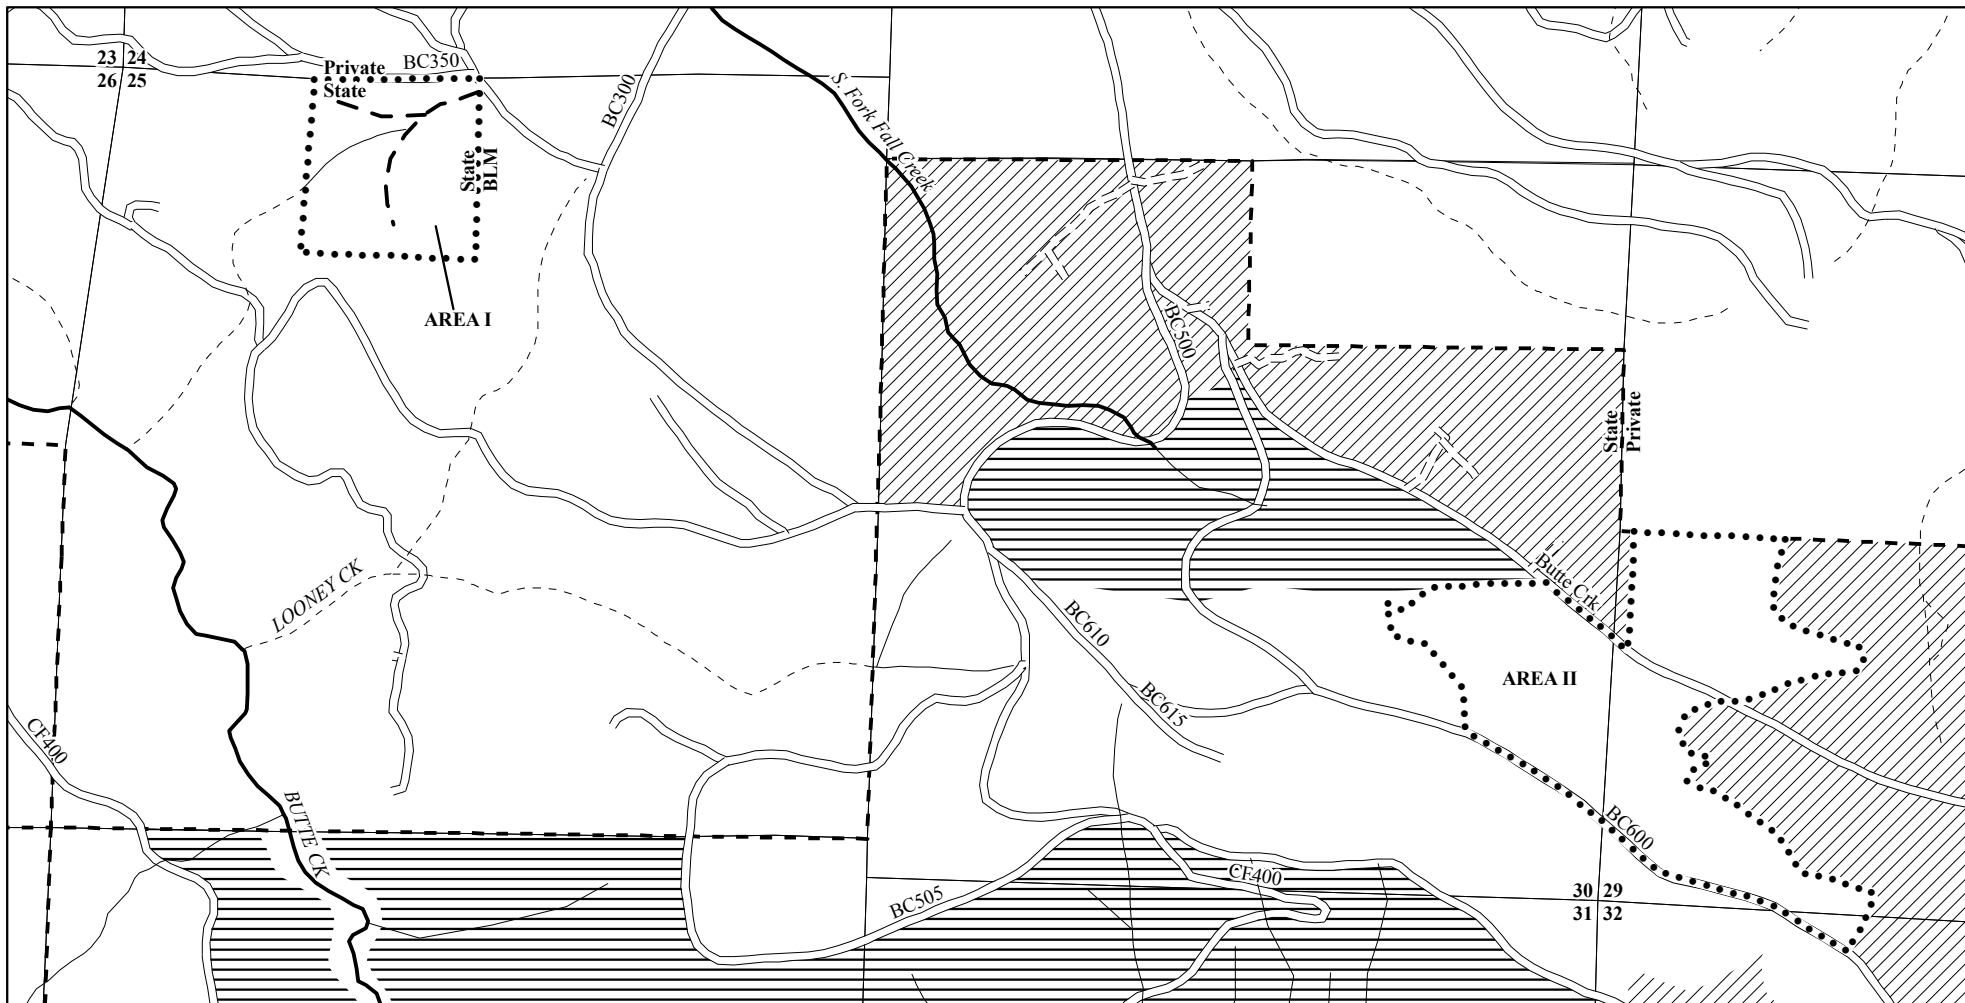 23 24
26 25
Private
State
BC350
BC300
S. Fork Fall Creek
State
BLM
AREA I
BC500
State
Private
LOONEY CK
Butte Crk
BC610
BC615
AREA II
CF400
BUTTE CK
BC600
BC505
CF400
30 29
31 32